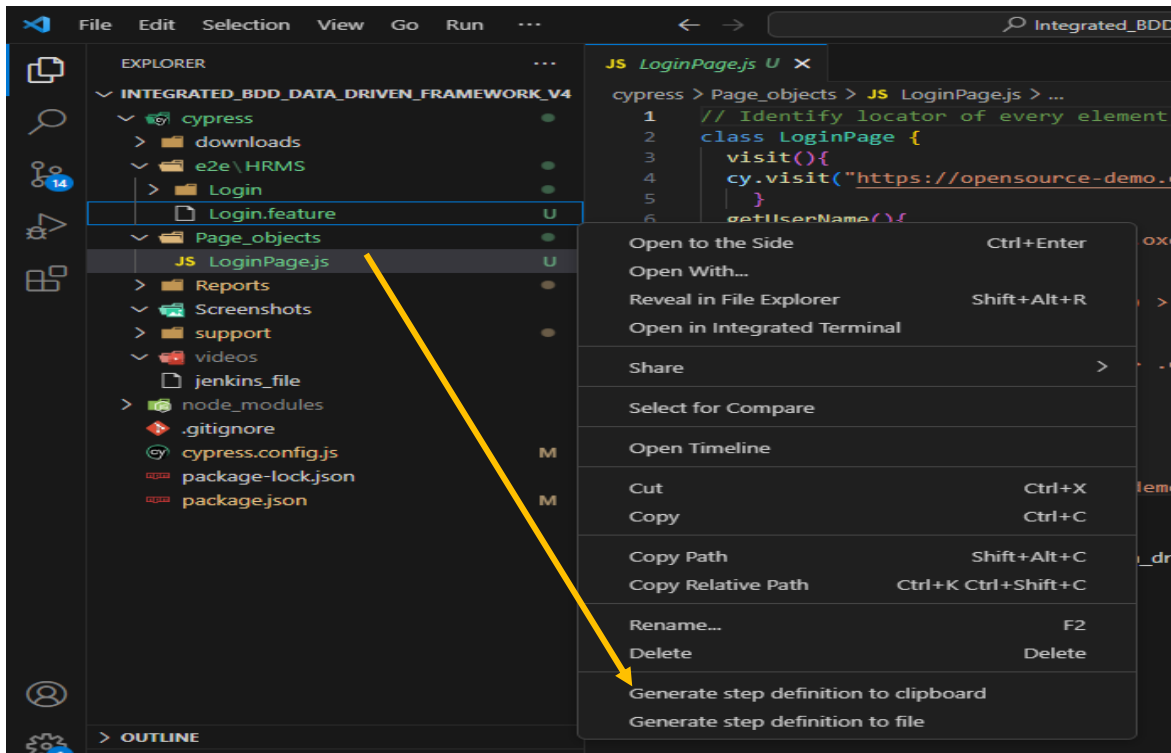 File Edit Selection View Go Run ...
Integrated_BDD
EXPLORER ...
INTEGRATED_BDD_DATA_DRIVEN_FRAMEWORK_V4
cypress
downloads
e2e\HRMS
Login
Login.feature U
Page_objects
JS LoginPage.js U
Reports
Screenshots
support
videos
jenkins_file
node_modules
.gitignore
cypress.config.js M
package-lock.json
package.json M
OUTLINE
14
JS LoginPage.js U
cypress > Page_objects > JS LoginPage.js > ...
1 // Identify locator of every element
2 class LoginPage {
3 visit(){
4 cy.visit("https://opensource-demo.
5 }
6 getUserName(){
Open to the Side Ctrl+Enter
Open With...
Reveal in File Explorer Shift+Alt+R
Open in Integrated Terminal
Share >
Select for Compare
Open Timeline
Cut Ctrl+X
Copy Ctrl+C
Copy Path Shift+Alt+C
Copy Relative Path Ctrl+K Ctrl+Shift+C
Rename... F2
Delete Delete
Generate step definition to clipboard
Generate step definition to file